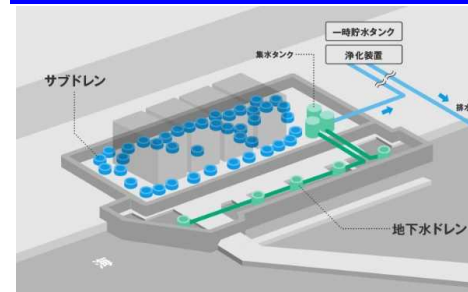 一時貯水タンク
集水タンク
浄化装置
サブドレン
排水
地下水ドレン